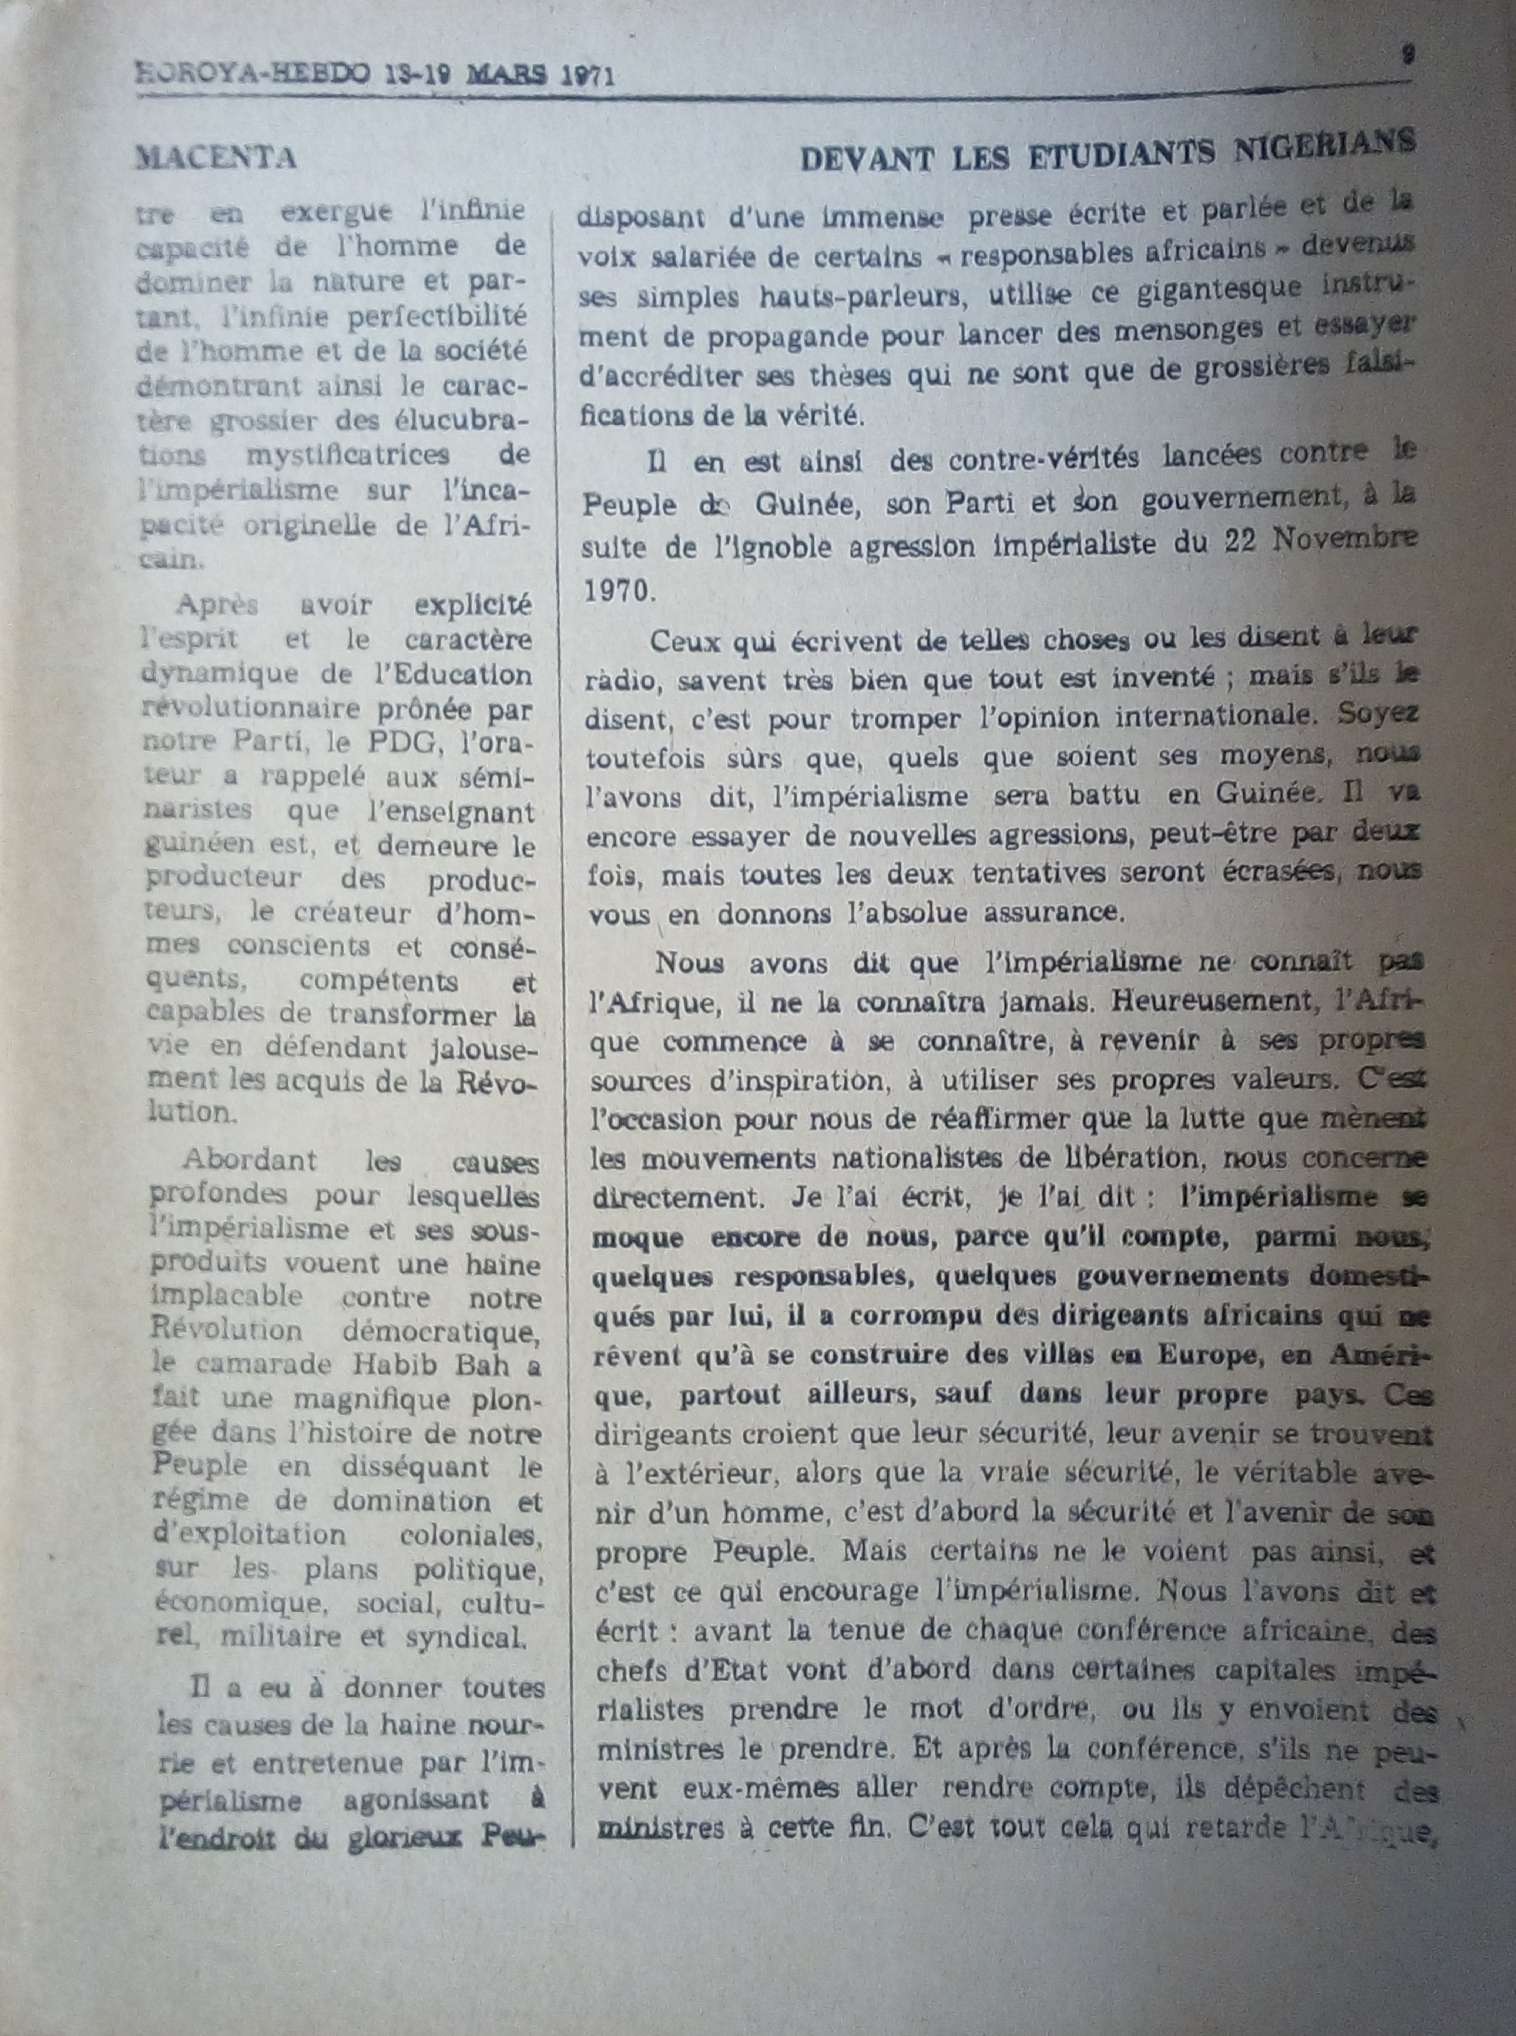 HOROYA-HEBDO 13-19 MARS 1971
9
MACENTA
tre en exergue l'infinie
capacité de l'homme de
dominer la nature et par-
tant, l'infinie perfectibilité
de l'homme et de la société
démontrant ainsi le carac-
tère grossier des élucubra-
tions mystificatrices de
l'impérialisme sur l'inca-
pacité originelle de l'Afri-
cain.
Après avoir explicité
l'esprit et le caractère
dynamique de l'Education
révolutionnaire prônée par
notre Parti, le PDG, l'ora-
teur a rappelé aux sémi-
naristes que l'enseignant
guinéen est, et demeure le
producteur des produc-
teurs, le créateur d'hom-
mes conscients et consé-
quents, compétents et
capables de transformer la
vie en défendant jalouse-
ment les acquis de la Révo-
lution.
Abordant les causes
profondes pour lesquelles
l'impérialisme et ses sous-
produits vouent une haine
implacable contre notre
Révolution démocratique,
le camarade Habib Bah a
fait une magnifique plon-
gée dans l'histoire de notre
Peuple en disséquant le
régime de domination et
d'exploitation coloniales,
sur les plans politique,
économique, social, cultu-
rel, militaire et syndical.
Il a eu à donner toutes
les causes de la haine nour-
rie et entretenue par l'im-
périalisme agonissant à
l'endroit du glorieux Peu-
DEVANT LES ETUDIANTS NIGERIANS
disposant d'une immense presse écrite et parlée et de la
voix salariée de certains « responsables africains » devenus
ses simples hauts-parleurs, utilise ce gigantesque instru-
ment de propagande pour lancer des mensonges et essayer
d'accréditer ses thèses qui ne sont que de grossières falsi-
fications de la vérité.
Il en est ainsi des contre-vérités lancées contre le
Peuple de Guinée, son Parti et son gouvernement, à la
suite de l'ignoble agression impérialiste du 22 Novembre
1970.
Ceux qui écrivent de telles choses ou les disent à leur
ràdio, savent très bien que tout est inventé ; mais s'ils le
disent, c'est pour tromper l'opinion internationale. Soyez
toutefois sûrs que, quels que soient ses moyens, nous
l'avons dit, l'impérialisme sera battu en Guinée. Il va
encore essayer de nouvelles agressions, peut-être par deux
fois, mais toutes les deux tentatives seront écrasées, nous
vous en donnons l'absolue assurance.
Nous avons dit que l'impérialisme ne connaît pas
l'Afrique, il ne la connaîtra jamais. Heureusement, l'Afri-
que commence à se connaître, à revenir à ses propres
sources d'inspiration, à utiliser ses propres valeurs. C'est
l'occasion pour nous de réaffirmer que la lutte que mènent
les mouvements nationalistes de libération, nous concerne
directement. Je l'ai écrit, je l'ai dit : l'impérialisme se
moque encore de nous, parce qu'il compte, parmi nous,
quelques responsables, quelques gouvernements domesti-
qués par lui, il a corrompu des dirigeants africains qui ne
rêvent qu'à se construire des villas en Europe, en Améri-
que, partout ailleurs, sauf dans leur propre pays. Ces
dirigeants croient que leur sécurité, leur avenir se trouvent
à l'extérieur, alors que la vraie sécurité, le véritable ave-
nir d'un homme, c'est d'abord la sécurité et l'avenir de son
propre Peuple. Mais certains ne le voient pas ainsi, et
c'est ce qui encourage l'impérialisme. Nous l'avons dit et
écrit : avant la tenue de chaque conférence africaine, des
chefs d'Etat vont d'abord dans certaines capitales impé-
rialistes prendre le mot d'ordre, ou ils y envoient des
ministres le prendre. Et après la conférence, s'ils ne peu-
vent eux-mêmes aller rendre compte, ils dépêchent des
ministres à cette fin. C'est tout cela qui retarde l'Afrique,